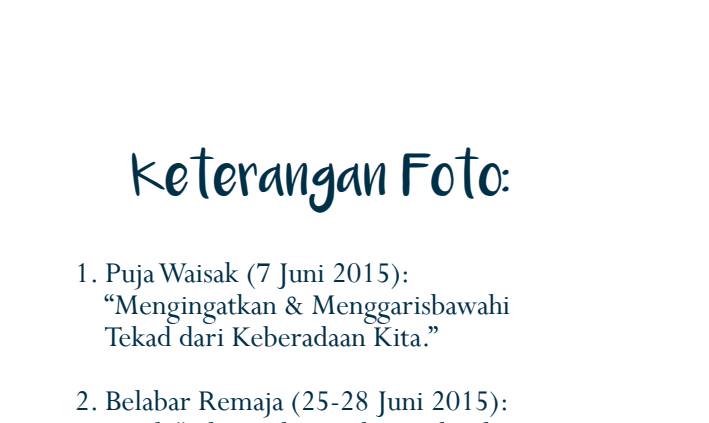 Keterangan Foto:
1. Puja Waisak (7 Juni 2015):
“Mengingatkan & Menggarisbawahi
Tekad dari Keberadaan Kita.”
2. Belabar Remaja (25-28 Juni 2015):